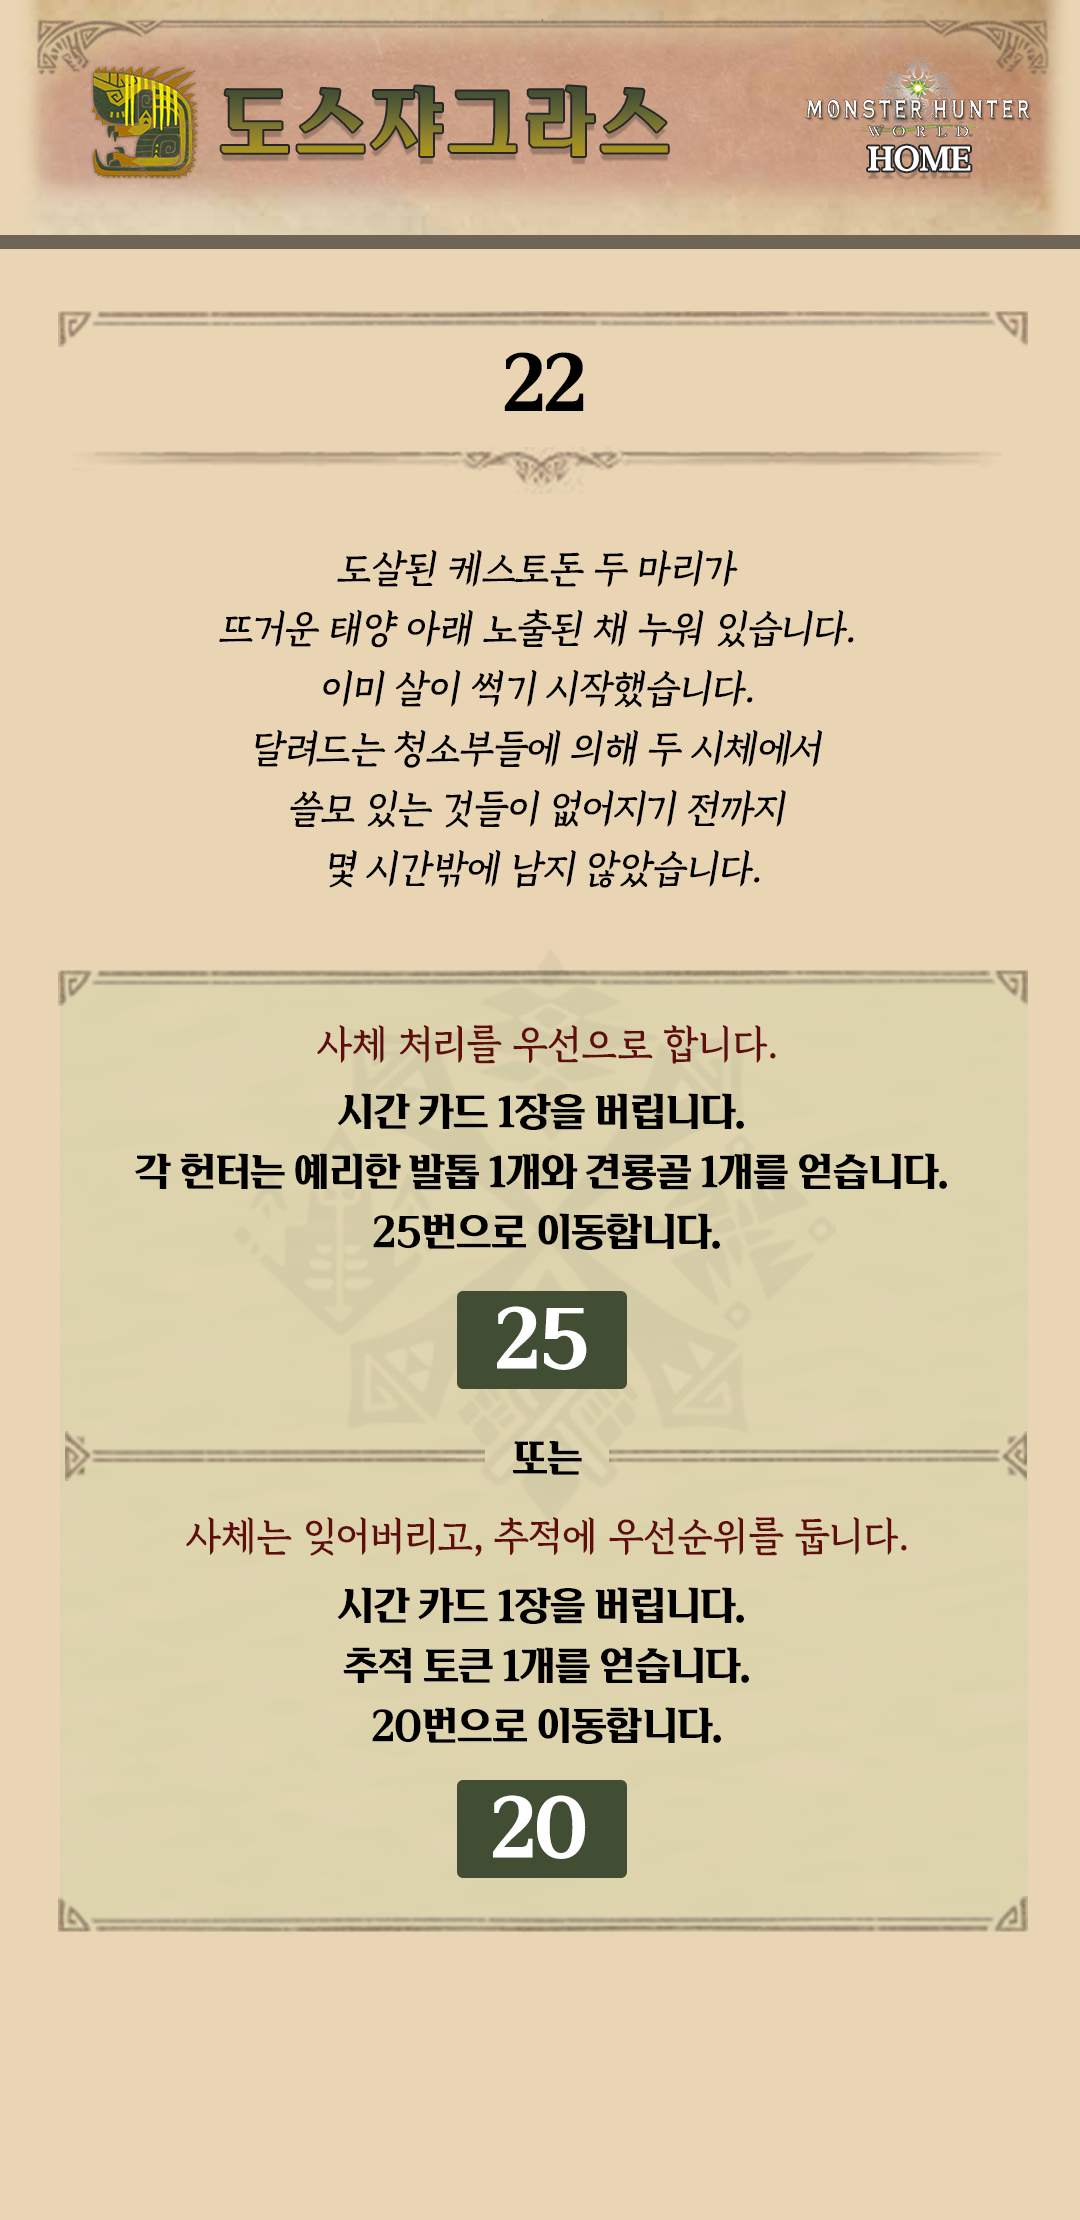 도스쟈그라스
MONSTER HUNTER
WORLD
HOME
22
도살된 케스토돈 두 마리가
뜨거운 태양 아래 노출된 채 누워 있습니다.
이미 살이 썩기 시작했습니다.
달려드는 청소부들에 의해 두 시체에서
쓸모 있는 것들이 없어지기 전까지
몇 시간밖에 남지 않았습니다.
사체 처리를 우선으로 합니다.
시간 카드 1장을 버립니다.
각 헌터는 예리한 발톱 1개와 견룡골 1개를 얻습니다.
25번으로 이동합니다.
25
또는
사체는 잊어버리고, 추적에 우선순위를 둡니다.
시간 카드 1장을 버립니다.
추적 토큰 1개를 얻습니다.
20번으로 이동합니다.
20